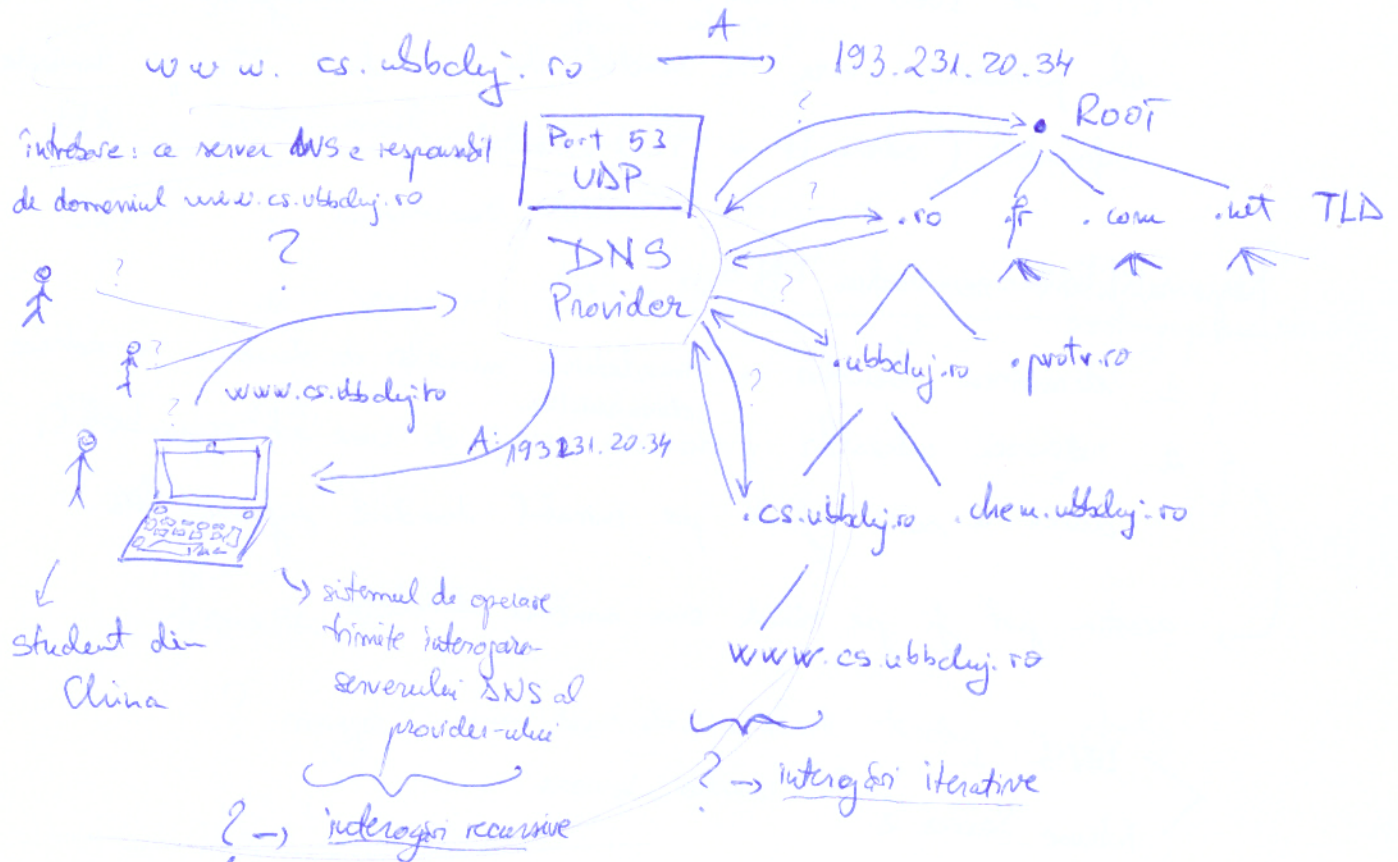 www. cs.ubbcluj.ro → A 193.231.20.34
întrebare: ce server DNS e responsabil
de domeniul www.cs.ubbcluj.ro
?
Port 53
UDP
DNS
Provider
? ROOT
? .ro .fr .com .net TLD
?
.ubbcluj.ro .protv.ro
?
.cs.ubbcluj.ro .chem.ubbcluj.ro
www.cs.ubbcluj.ro
? → interogări iterative
?
?
?
www.cs.ubbcluj.ro
A: 193.231.20.34
student din
China
sistemul de operare
trimite interogarea
serverului DNS al
provider-ului
? → interogări recursive